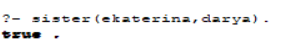 ?- sister(ekaterina,darya).
true .